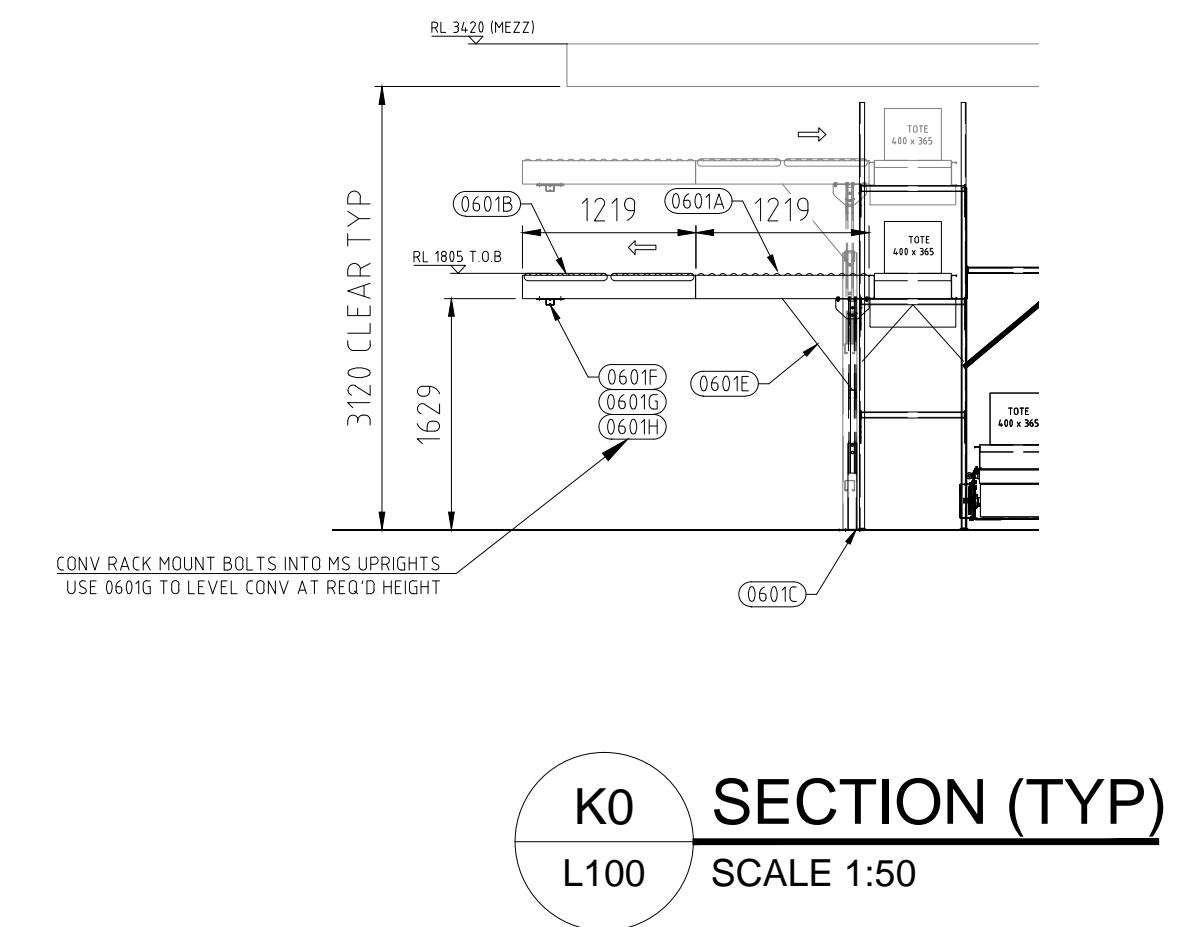 RL 3420 (MEZZ)
TOTE
400 x 365
0601B
1219
0601A
1219
3120 CLEAR TYP
RL 1805 T.O.B
TOTE
400 x 365
1629
0601F
0601G
0601H
0601E
TOTE
400 x 365
CONV RACK MOUNT BOLTS INTO MS UPRIGHTS
USE 0601G TO LEVEL CONV AT REQ'D HEIGHT
0601C
K0
L100
SECTION (TYP)
SCALE 1:50